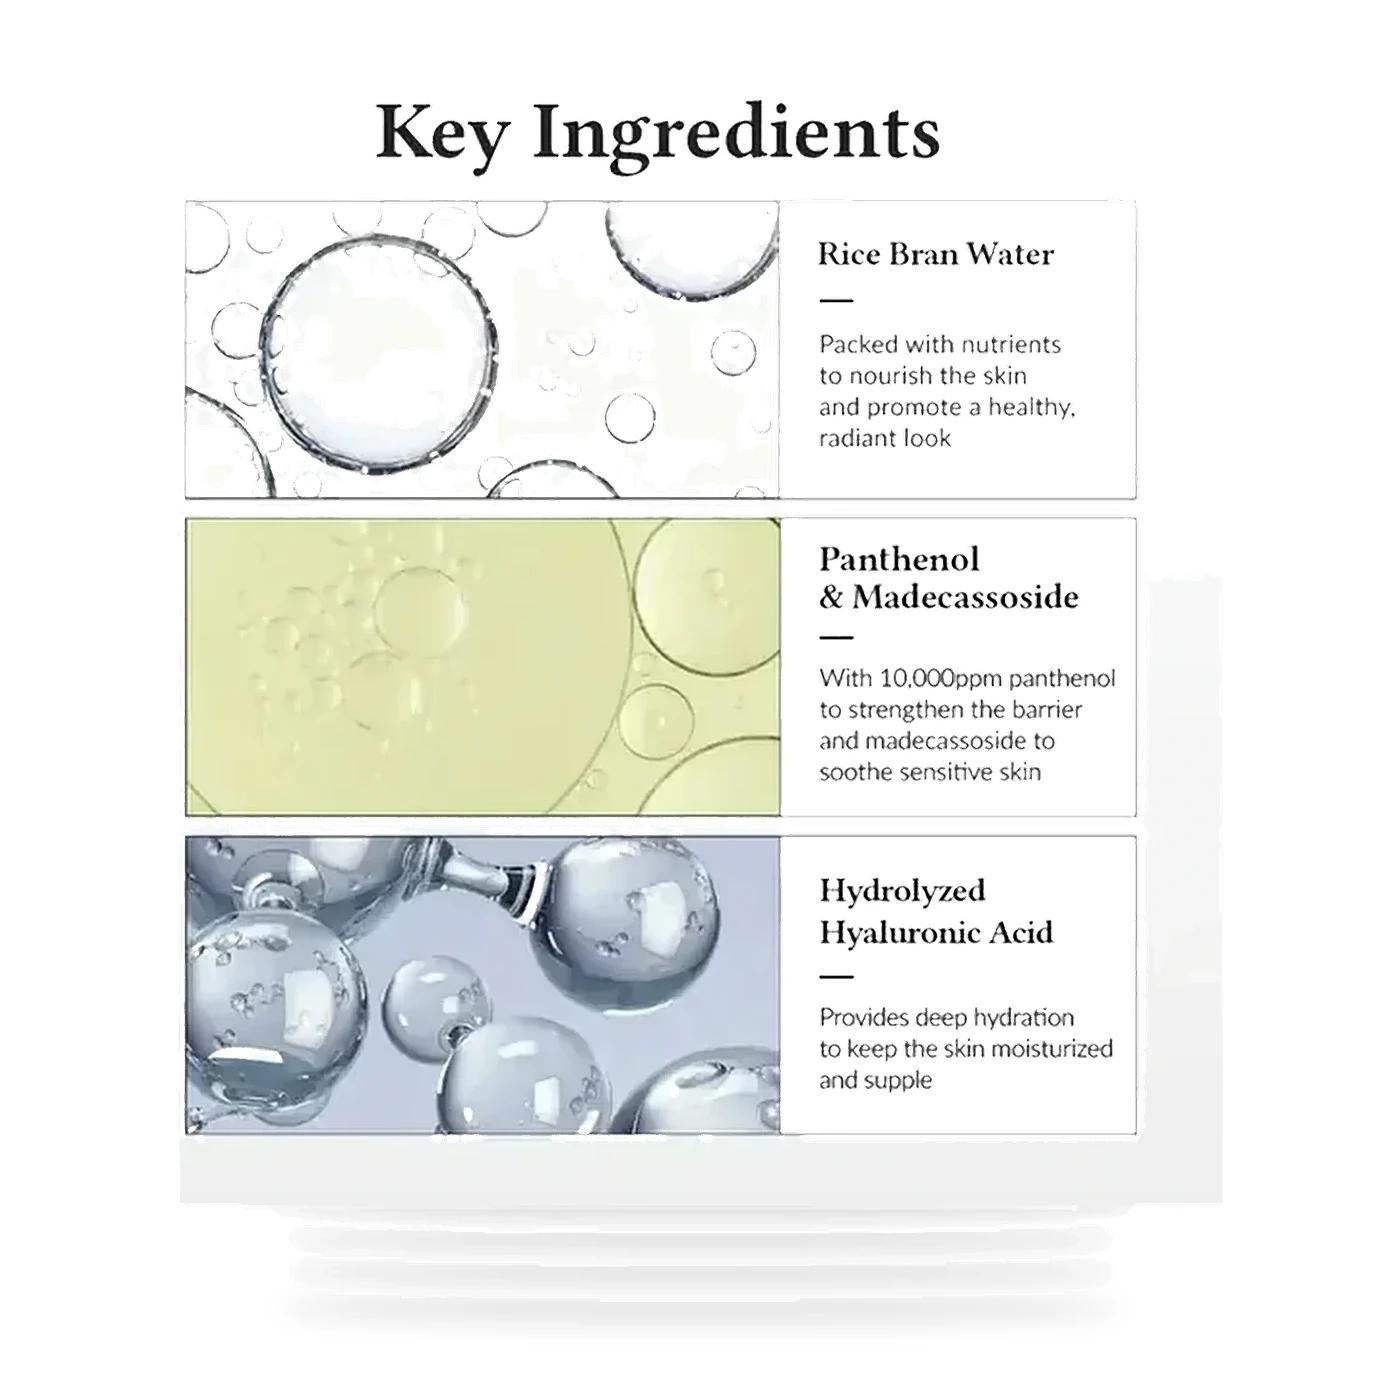 Key Ingredients
Rice Bran Water
Packed with nutrients
to nourish the skin
and promote a healthy,
radiant look
Panthenol
& Madecassoside
With 10,000ppm panthenol
to strengthen the barrier
and madecassoside to
soothe sensitive skin
Hydrolyzed
Hyaluronic Acid
Provides deep hydration
to keep the skin moisturized
and supple